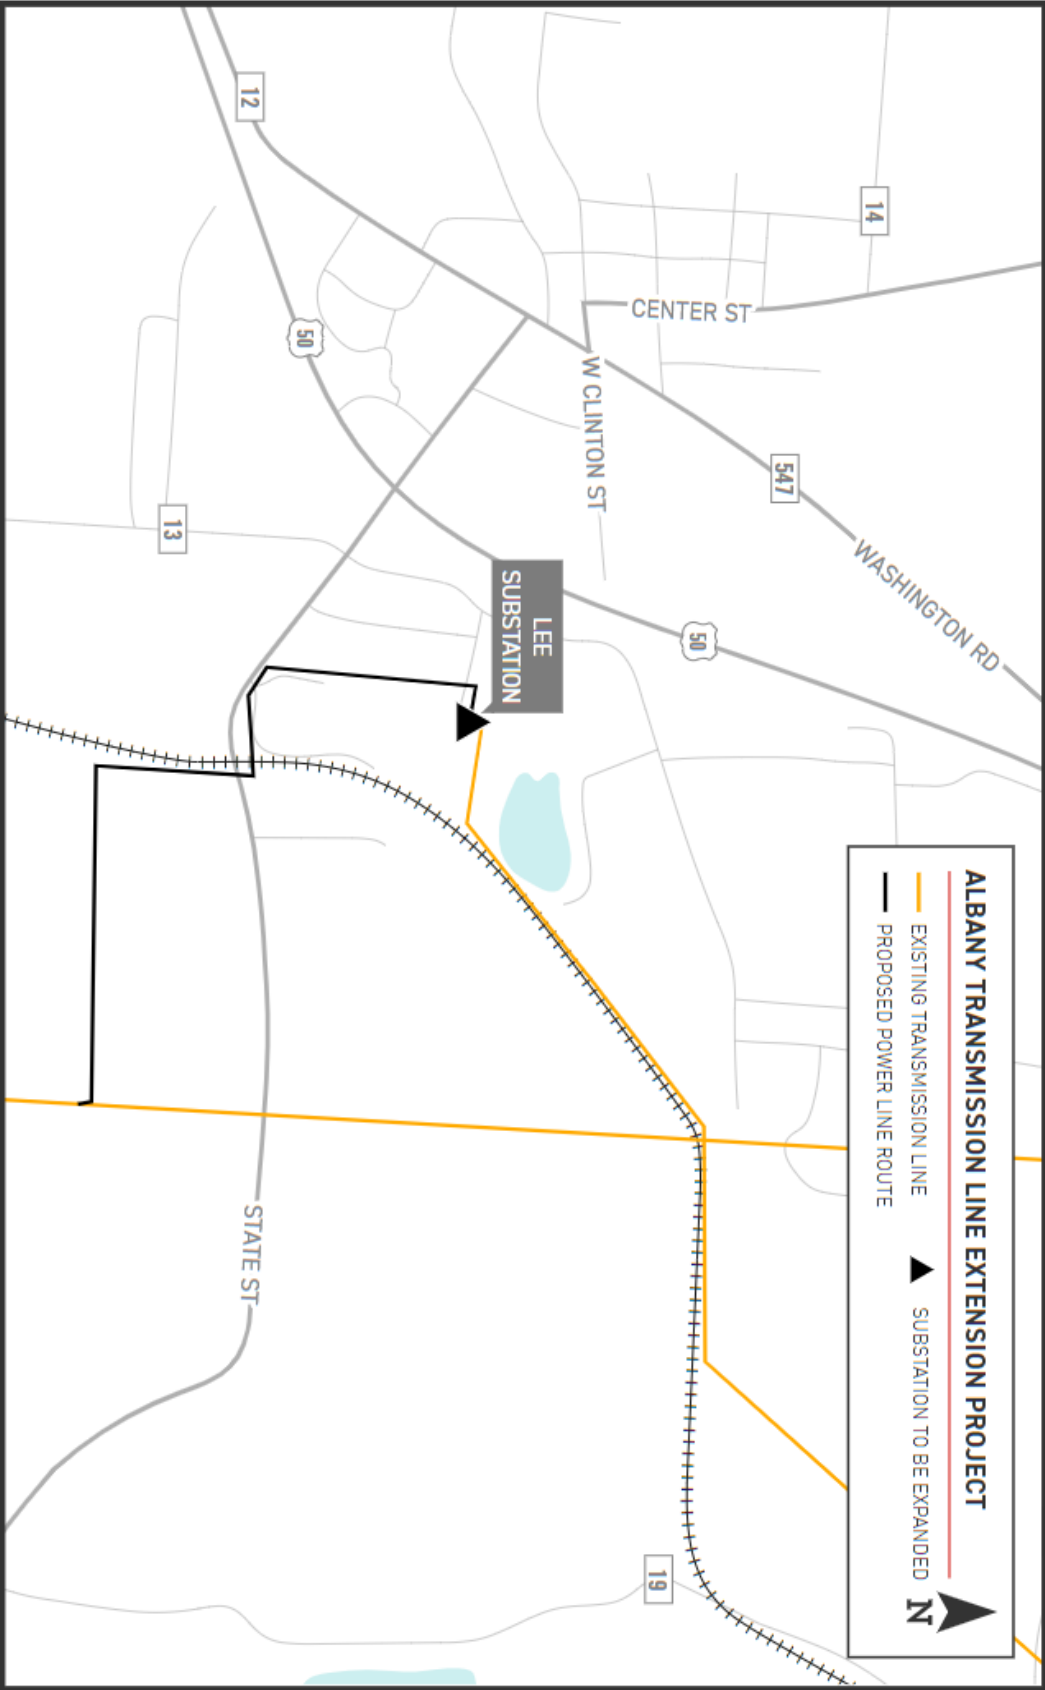 ALBANY TRANSMISSION LINE EXTENSION PROJECT
EXISTING TRANSMISSION LINE
SUBSTATION TO BE EXPANDED
PROPOSED POWER LINE ROUTE
N
14
CENTER ST
547
WASHINGTON RD
50
W CLINTON ST
LEE
SUBSTATION
12
50
13
STATE ST
19